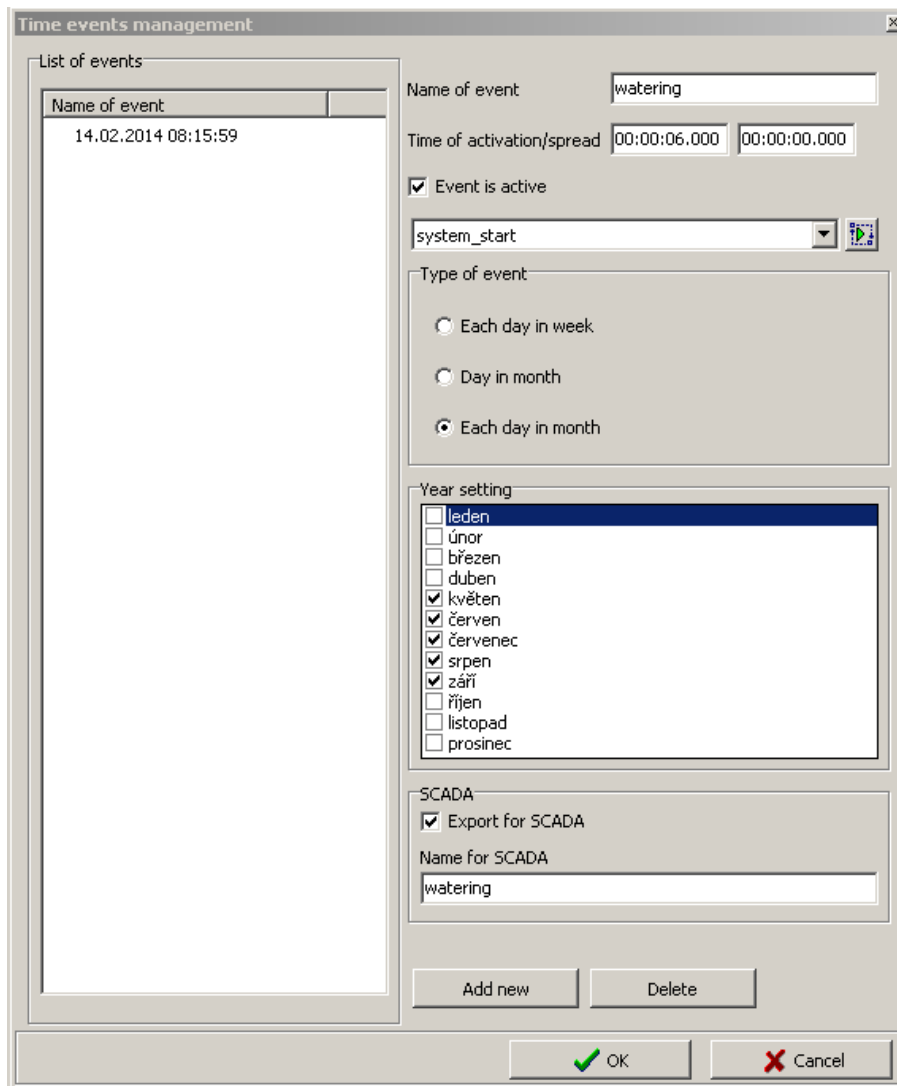 Time events management
List of events
Name of event
14.02.2014 08:15:59
Name of event watering
Time of activation/spread 00:00:06.000 00:00:00.000
Event is active
system_start
Type of event
Each day in week
Day in month
Each day in month
Year setting
leden
únor
březen
duben
květen
červen
červenec
srpen
září
říjen
listopad
prosinec
SCADA
Export for SCADA
Name for SCADA
watering
Add new Delete
OK Cancel